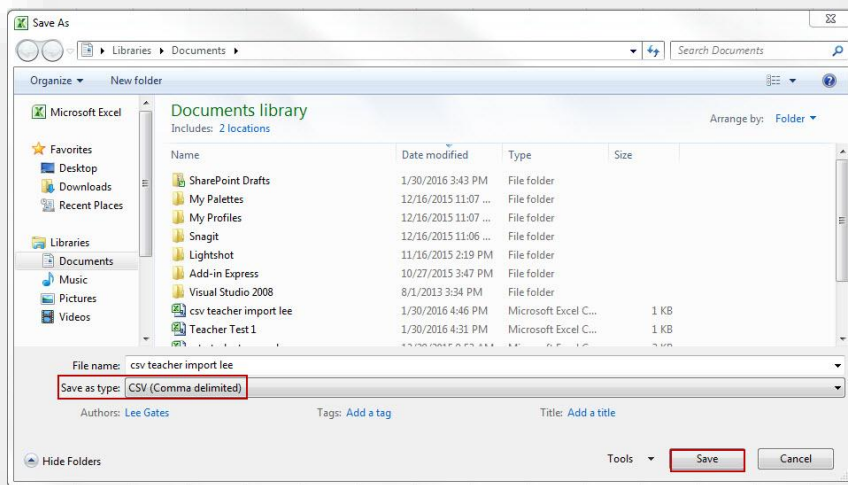 Save As
Libraries Documents Search Documents
Organize New folder
Microsoft Excel
Favorites
Desktop
Downloads
Recent Places
Libraries
Documents
Music
Pictures
Videos
Documents library
Includes: 2 locations
Arrange by: Folder
Name Date modified Type Size
SharePoint Drafts 1/30/2016 3:43 PM File folder
My Palettes 12/16/2015 11:07 ... File folder
My Profiles 12/16/2015 11:07 ... File folder
Snagit 12/16/2015 11:06 ... File folder
Lightshot 11/16/2015 2:19 PM File folder
Add-in Express 10/27/2015 3:47 PM File folder
Visual Studio 2008 8/1/2013 3:34 PM File folder
csv teacher import lee 1/30/2016 4:46 PM Microsoft Excel C... 1 KB
Teacher Test 1 1/30/2016 4:31 PM Microsoft Excel C... 1 KB
File name: csv teacher import lee
Save as type: CSV (Comma delimited)
Authors: Lee Gates Tags: Add a tag Title: Add a title
Hide Folders Tools Save Cancel